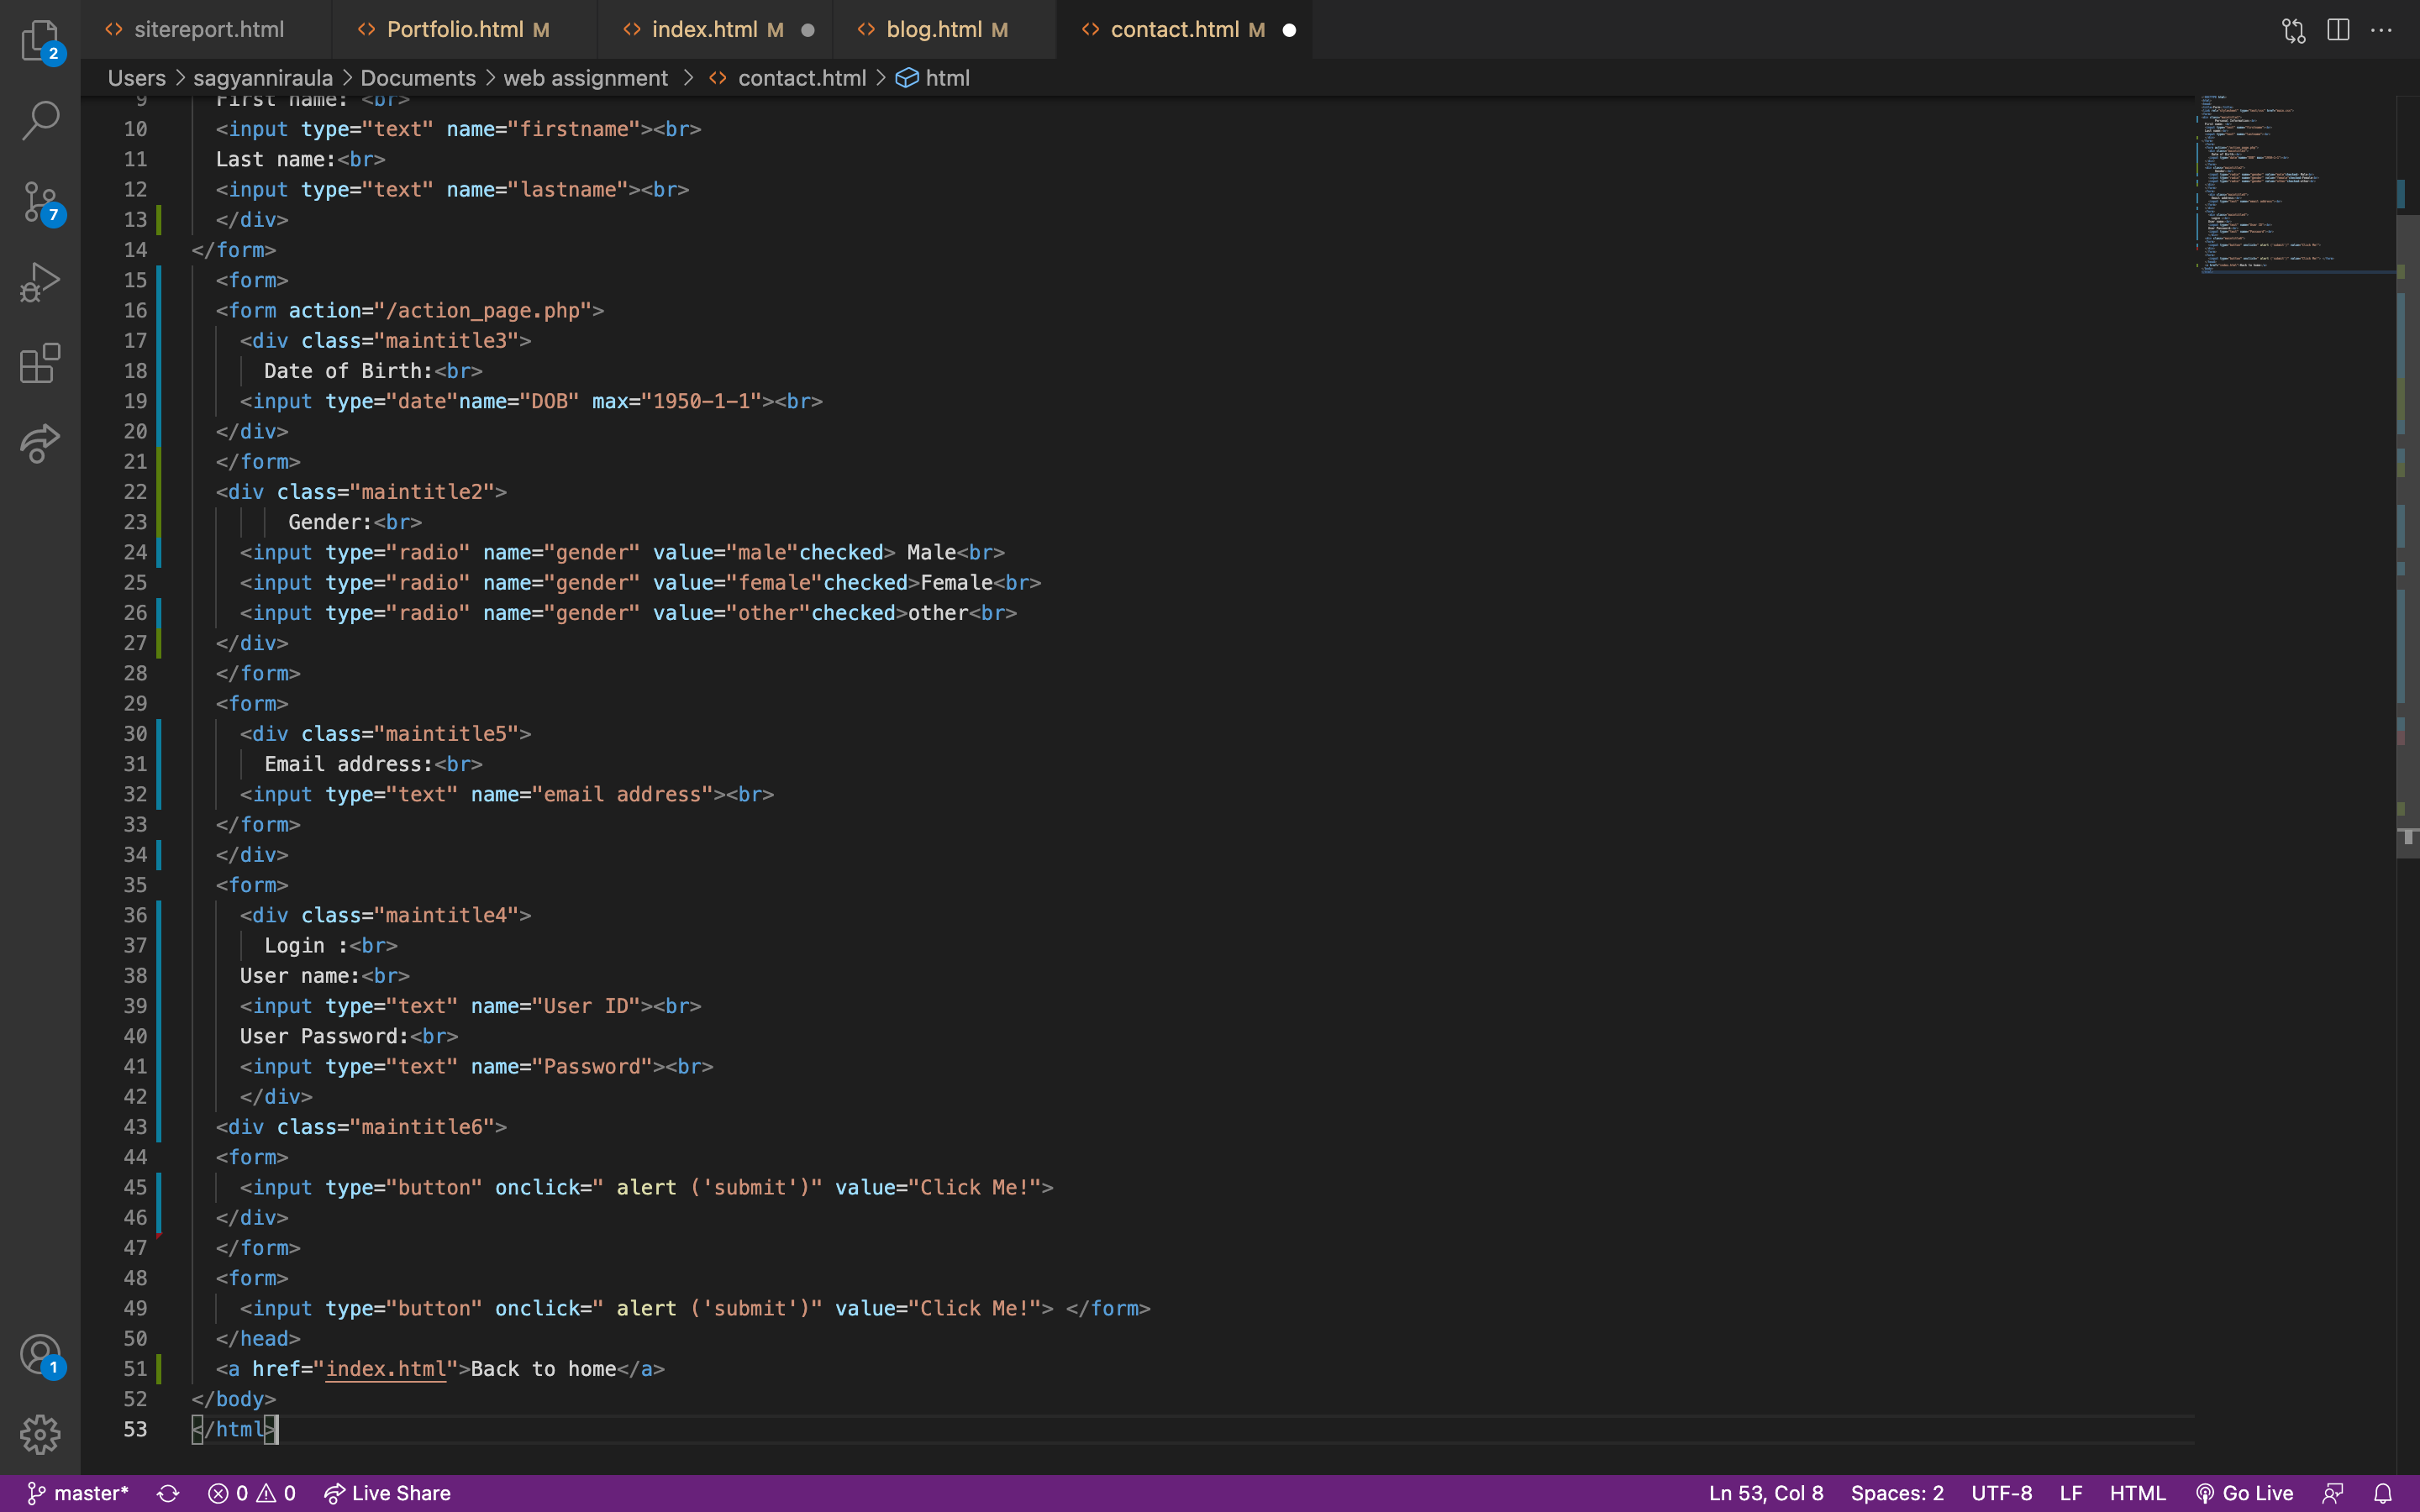 2
sitereport.html
Portfolio.html M
index.html M
blog.html M
contact.html M
Users > sagyanniraula > Documents > web assignment > contact.html > html
9 First name: <br>
10 <input type="text" name="firstname"><br>
11 Last name:<br>
12 <input type="text" name="lastname"><br>
13 </div>
14 </form>
15 <form>
16 <form action="/action_page.php">
17 <div class="maintitle3">
18 Date of Birth:<br>
19 <input type="date"name="DOB" max="1950-1-1"><br>
20 </div>
21 </form>
22 <div class="maintitle2">
23 Gender:<br>
24 <input type="radio" name="gender" value="male"checked> Male<br>
25 <input type="radio" name="gender" value="female"checked>Female<br>
26 <input type="radio" name="gender" value="other"checked>other<br>
27 </div>
28 </form>
29 <form>
30 <div class="maintitle5">
31 Email address:<br>
32 <input type="text" name="email address"><br>
33 </form>
34 </div>
35 <form>
36 <div class="maintitle4">
37 Login :<br>
38 User name:<br>
39 <input type="text" name="User ID"><br>
40 User Password:<br>
41 <input type="text" name="Password"><br>
42 </div>
43 <div class="maintitle6">
44 <form>
45 <input type="button" onclick=" alert ('submit')" value="Click Me!">
46 </div>
47 </form>
48 <form>
49 <input type="button" onclick=" alert ('submit')" value="Click Me!"> </form>
50 </head>
51 <a href="index.html">Back to home</a>
52 </body>
53 </html>
7
1
master* 0 0 Live Share Ln 53, Col 8 Spaces: 2 UTF-8 LF HTML Go Live